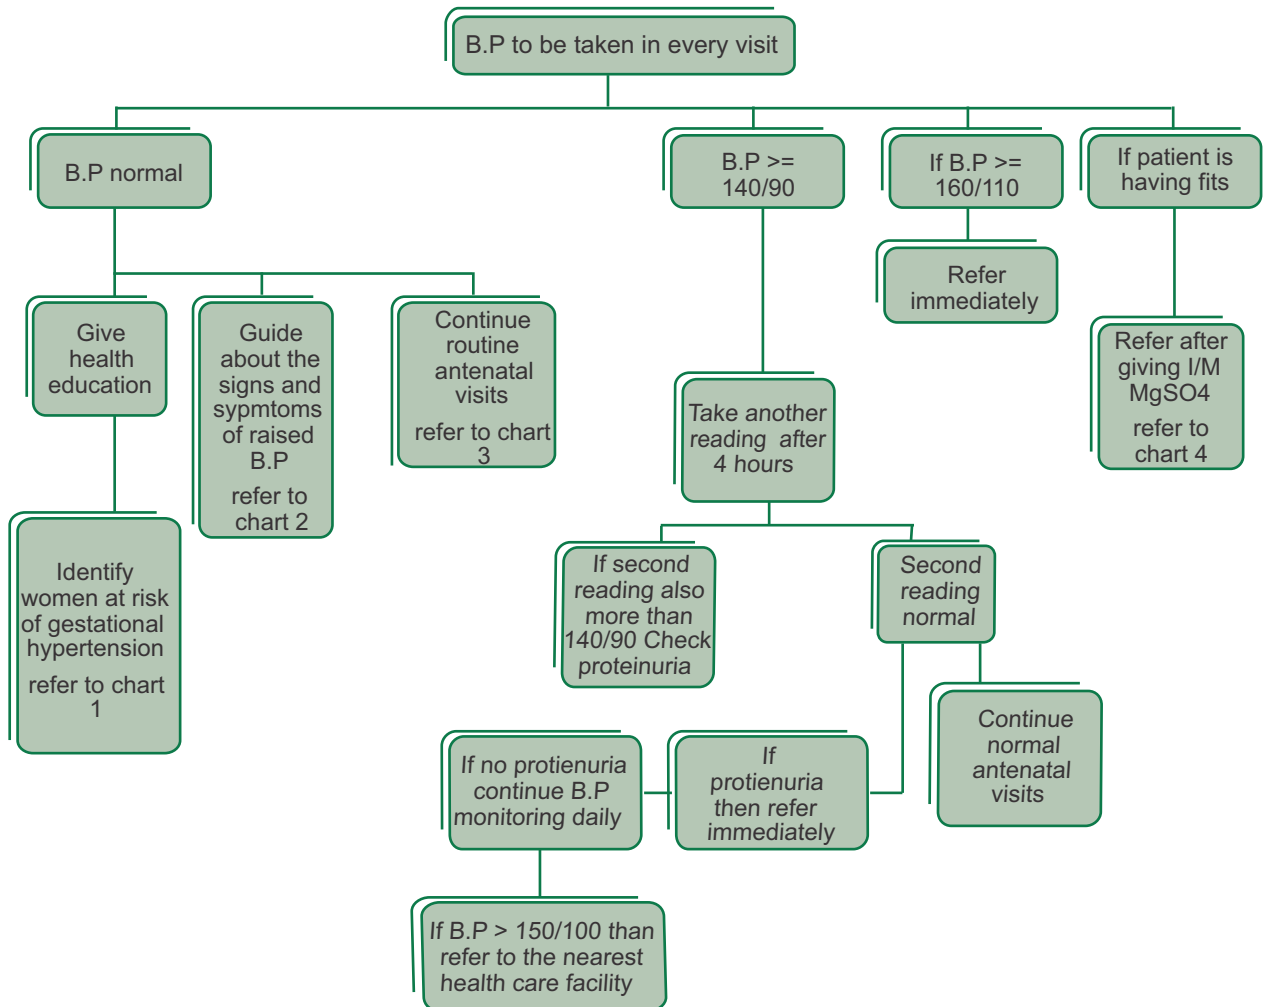 B.P to be taken in every visit
B.P normal
B.P >=
140/90
If B.P >=
160/110
If patient is
having fits
Refer
immediately
Give
health
education
Guide
about the
signs and
sypmtoms
of raised
B.P
refer to
chart 2
Continue
routine
antenatal
visits
refer to chart
3
Refer after
giving I/M
MgSO4
refer to
chart 4
Take another
reading after
4 hours
Identify
women at risk
of gestational
hypertension
refer to chart
1
If second
reading also
more than
140/90 Check
proteinuria
Second
reading
normal
If no protienuria
continue B.P
monitoring daily
If
protienuria
then refer
immediately
Continue
normal
antenatal
visits
If B.P > 150/100 than
refer to the nearest
health care facility